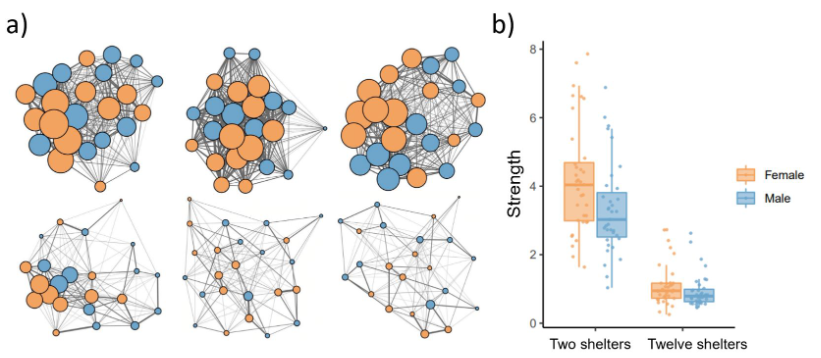 a)
b)
8
6
4
2
0
Strength
Two shelters
Twelve shelters
Female
Male